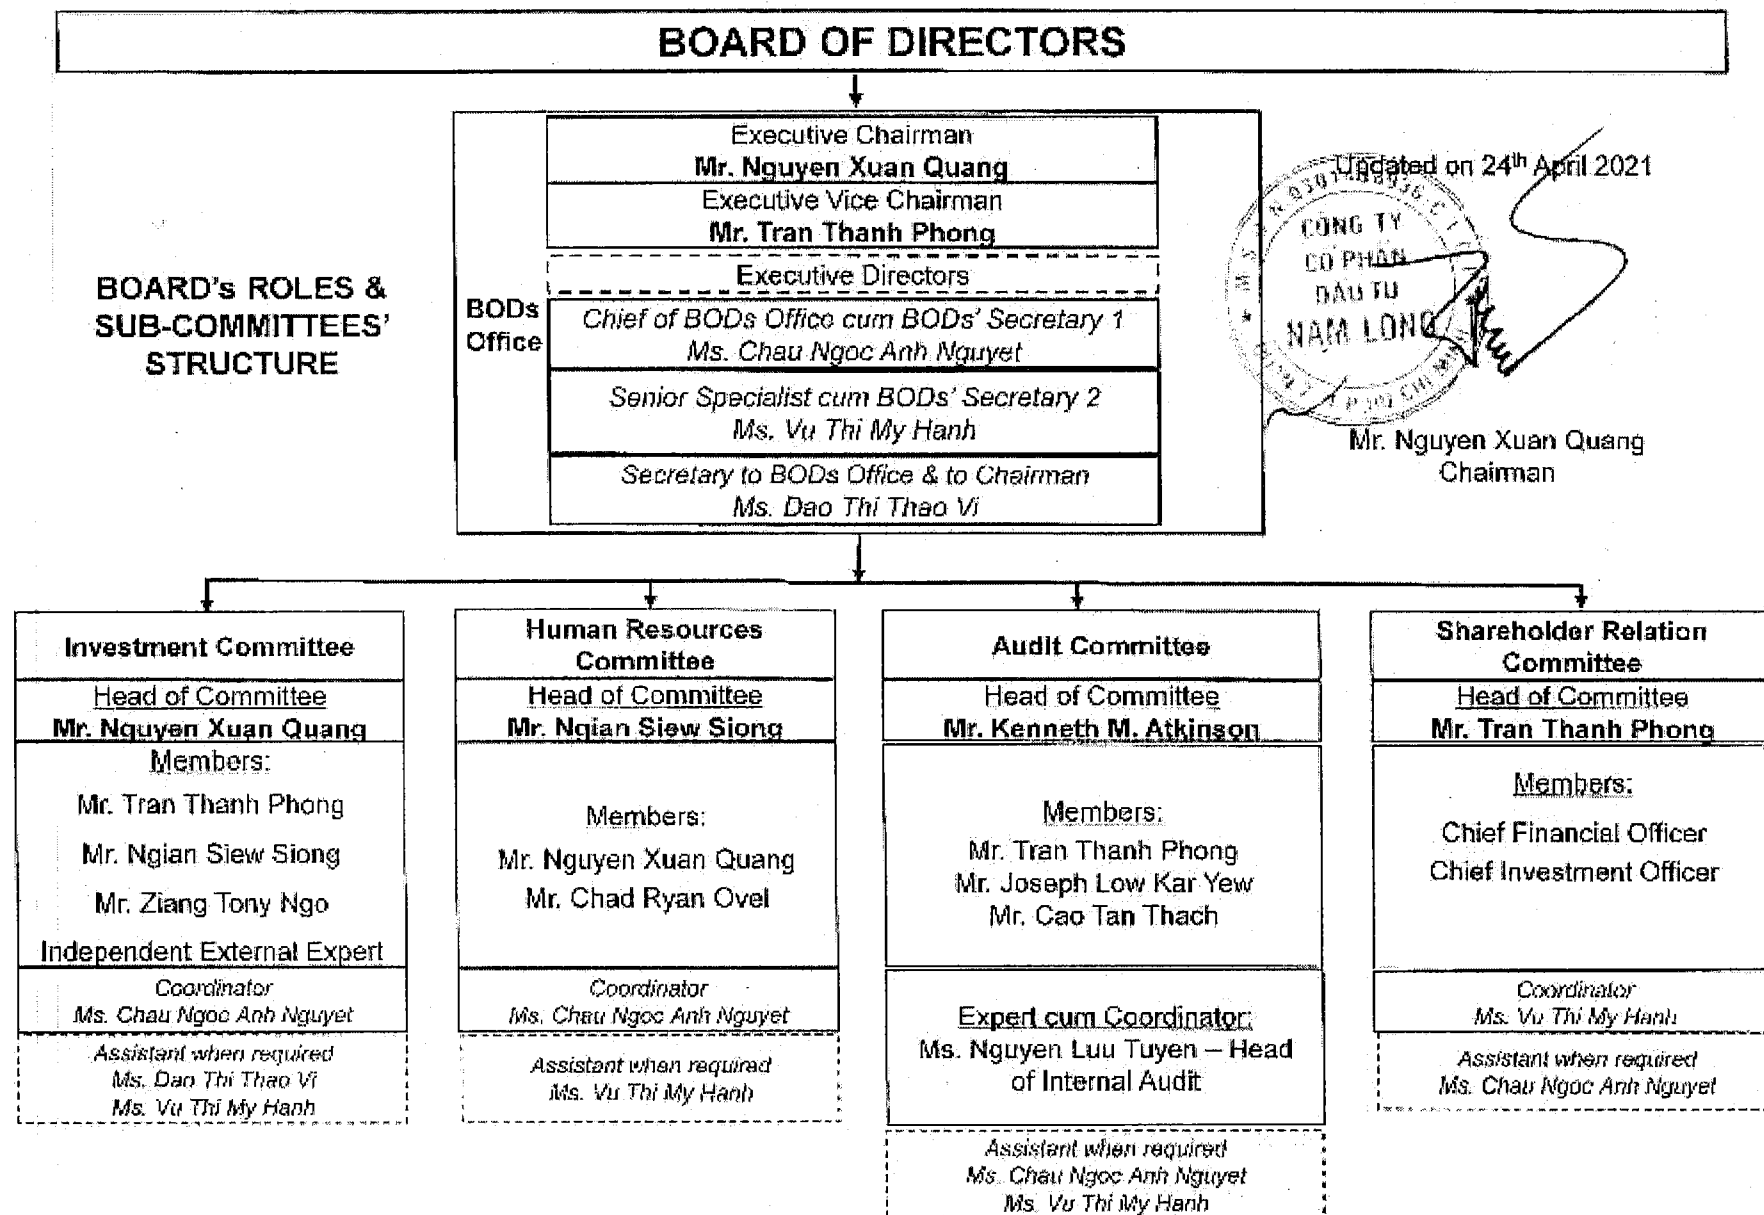 BOARD OF DIRECTORS
Executive Chairman
Mr. Nguyen Xuan Quang
Executive Vice Chairman
Mr. Tran Thanh Phong
Executive Directors
BODs
Office
Chief of BODs Office cum BODs' Secretary 1
Ms. Chau Ngoc Anh Nguyet
Senior Specialist cum BODs' Secretary 2
Ms. Vu Thi My Hanh
Secretary to BODs Office & to Chairman
Ms. Dao Thi Thao Vi
BOARD's ROLES &
SUB-COMMITTEES'
STRUCTURE
Updated on 24th April 2021
CÔNG TY
CỔ PHẦN
ĐẦU TƯ
NAM LONG
Mr. Nguyen Xuan Quang
Chairman
Investment Committee
Head of Committee
Mr. Nguyen Xuan Quang
Members:
Mr. Tran Thanh Phong
Mr. Ngian Siew Siong
Mr. Ziang Tony Ngo
Independent External Expert
Coordinator
Ms. Chau Ngoc Anh Nguyet
Assistant when required
Ms. Dao Thi Thao Vi
Ms. Vu Thi My Hanh
Human Resources
Committee
Head of Committee
Mr. Ngian Siew Siong
Members:
Mr. Nguyen Xuan Quang
Mr. Chad Ryan Ovel
Coordinator
Ms. Chau Ngoc Anh Nguyet
Assistant when required
Ms. Vu Thi My Hanh
Audit Committee
Head of Committee
Mr. Kenneth M. Atkinson
Members:
Mr. Tran Thanh Phong
Mr. Joseph Low Kar Yew
Mr. Cao Tan Thach
Expert cum Coordinator:
Ms. Nguyen Luu Tuyen – Head
of Internal Audit
Assistant when required
Ms. Chau Ngoc Anh Nguyet
Ms. Vu Thi My Hanh
Shareholder Relation
Committee
Head of Committee
Mr. Tran Thanh Phong
Members:
Chief Financial Officer
Chief Investment Officer
Coordinator
Ms. Vu Thi My Hanh
Assistant when required
Ms. Chau Ngoc Anh Nguyet